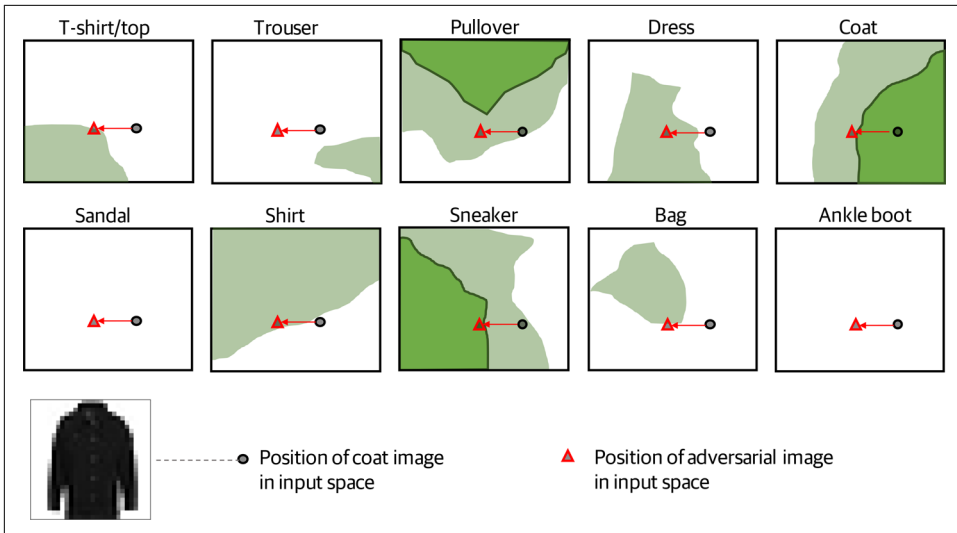 T-shirt/top
Trouser
Pullover
Dress
Coat
Sandal
Shirt
Sneaker
Bag
Ankle boot
Position of coat image
in input space
Position of adversarial image
in input space